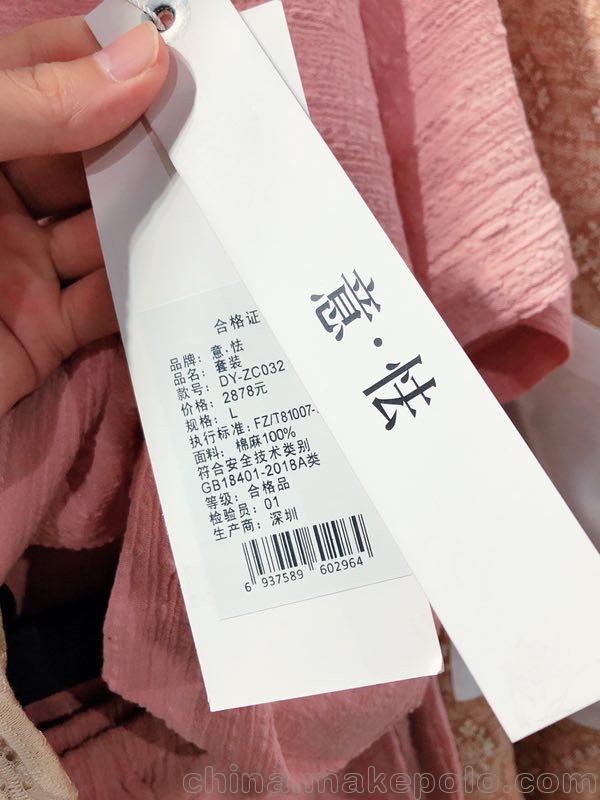 合格证
品牌：意.怯
品名：套装
款号：DY-ZC032
价格：2878元
规格：L
执行标准：FZ/T81007-
面料：棉麻100%
符合安全技术类别
GB18401-2018A类
等级：合格品
检验员：01
生产商：深圳
6 937589 602964
意·怯
china.makepolo.com